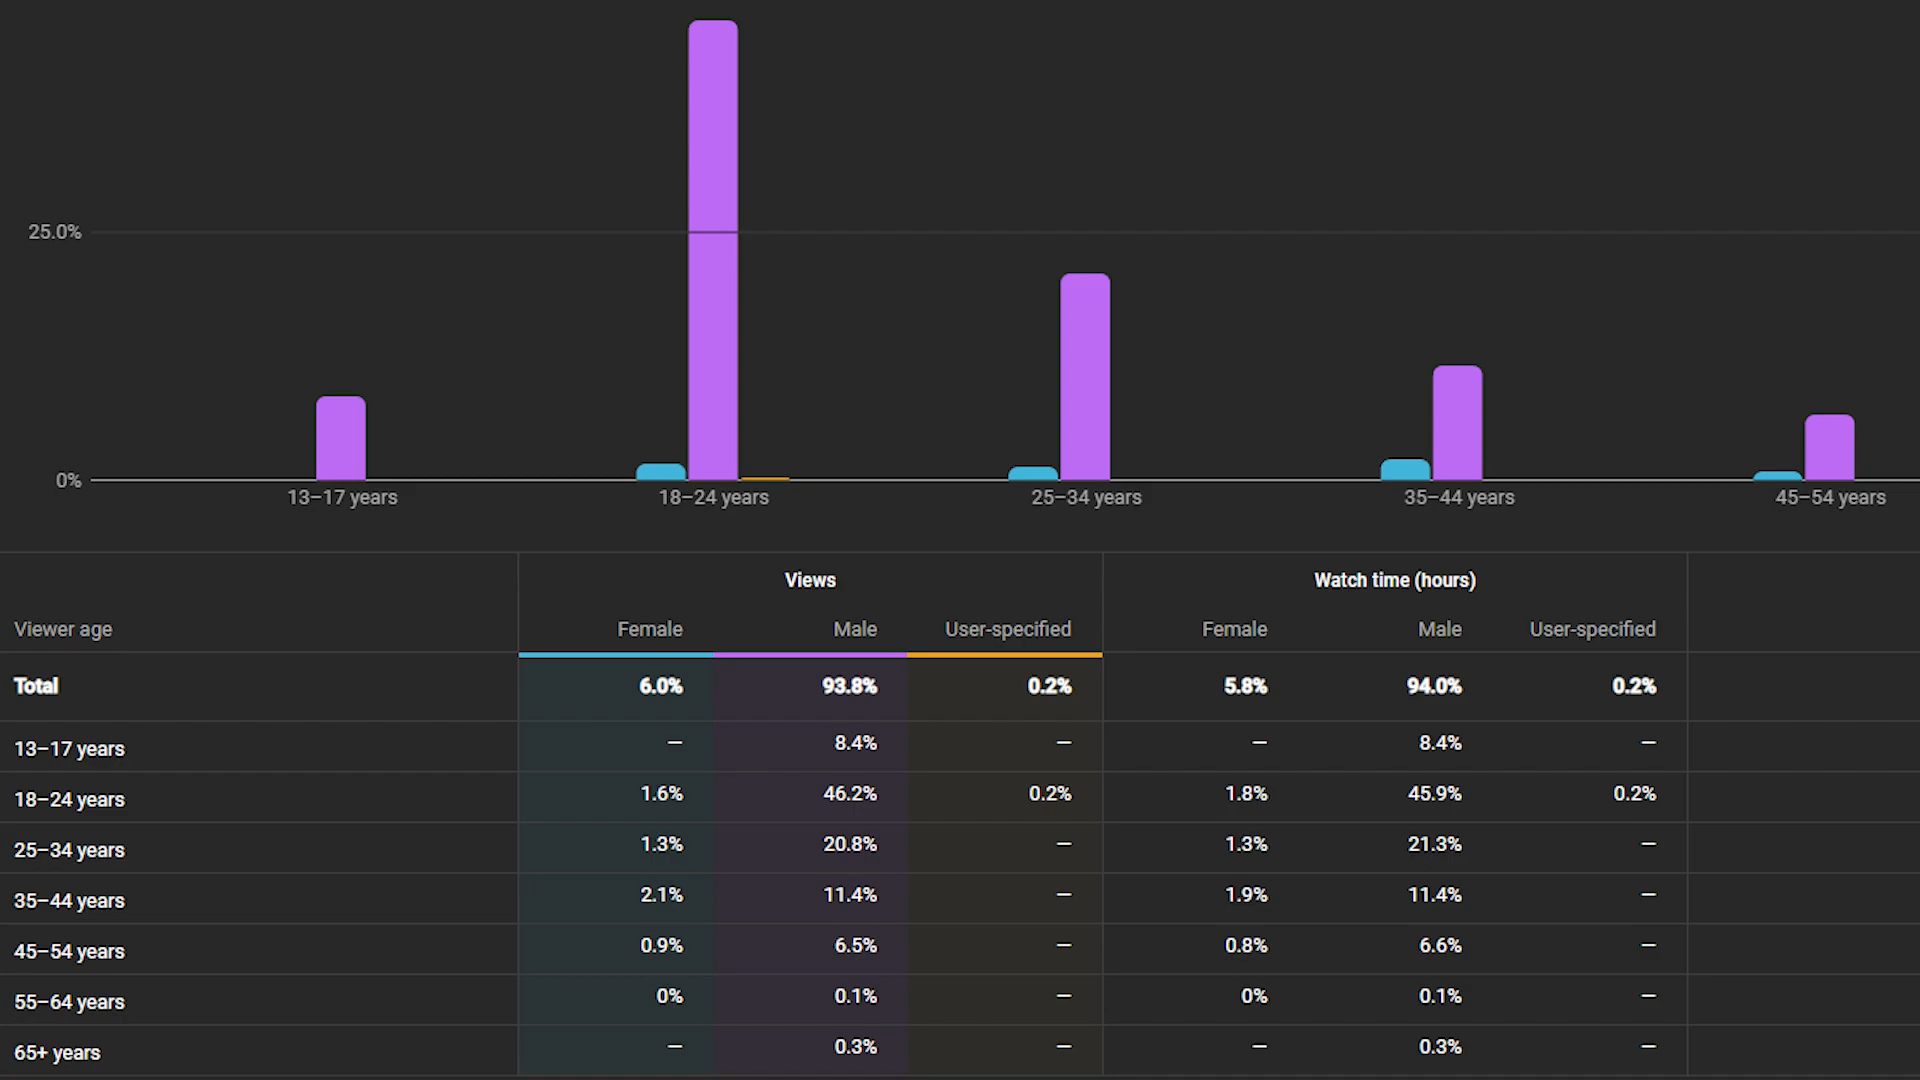 25.0%
0%
13–17 years 18–24 years 25–34 years 35–44 years 45–54 years
Views Watch time (hours)
Viewer age Female Male User-specified Female Male User-specified
Total 6.0% 93.8% 0.2% 5.8% 94.0% 0.2%
13–17 years — 8.4% — — 8.4% —
18–24 years 1.6% 46.2% 0.2% 1.8% 45.9% 0.2%
25–34 years 1.3% 20.8% — 1.3% 21.3% —
35–44 years 2.1% 11.4% — 1.9% 11.4% —
45–54 years 0.9% 6.5% — 0.8% 6.6% —
55–64 years 0% 0.1% — 0% 0.1% —
65+ years — 0.3% — — 0.3% —